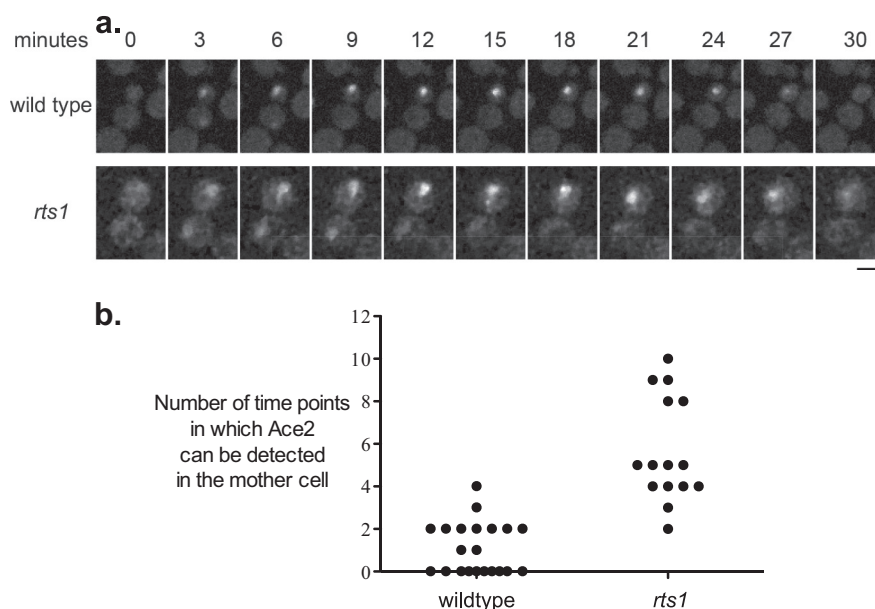 a.
minutes 0 3 6 9 12 15 18 21 24 27 30
wild type
rts1
b.
12
10
8
6
4
2
0
Number of time points
in which Ace2
can be detected
in the mother cell
wildtype rts1